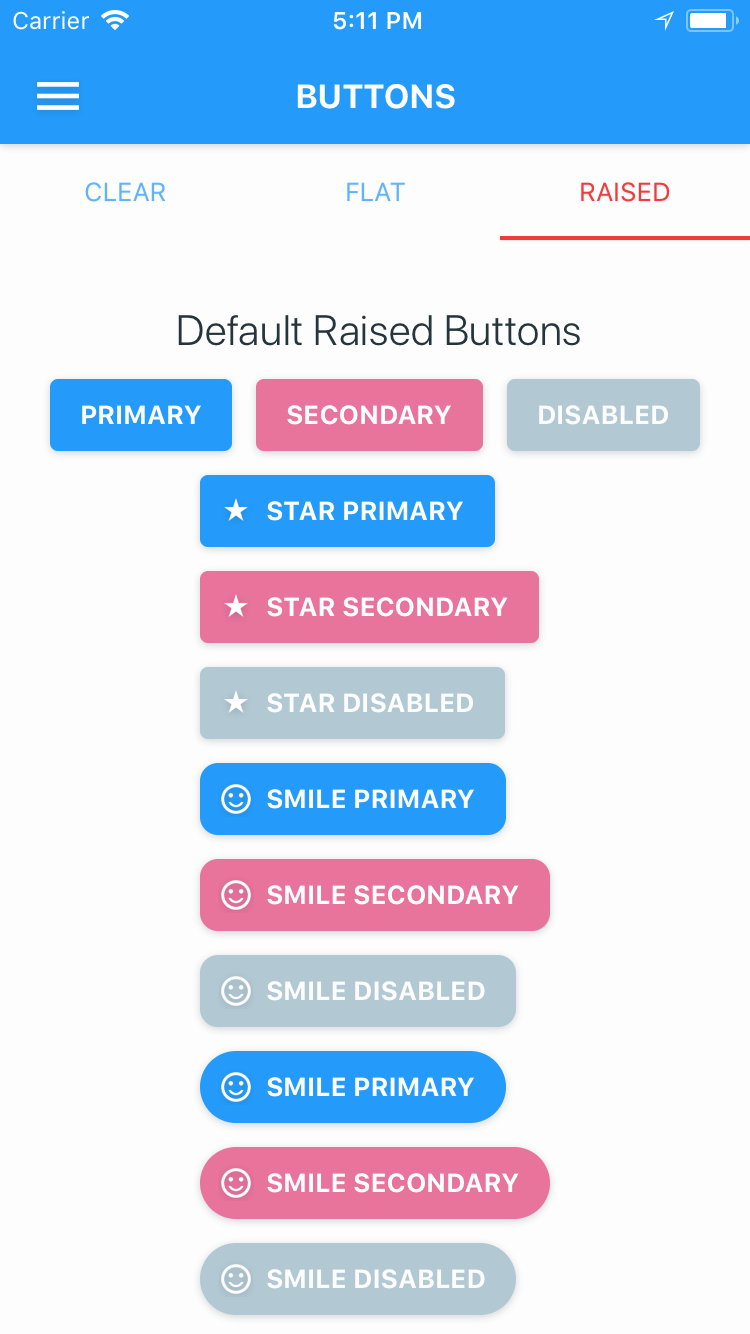 Carrier 5:11 PM
BUTTONS
CLEAR FLAT RAISED
Default Raised Buttons
PRIMARY SECONDARY DISABLED
STAR PRIMARY
STAR SECONDARY
STAR DISABLED
SMILE PRIMARY
SMILE SECONDARY
SMILE DISABLED
SMILE PRIMARY
SMILE SECONDARY
SMILE DISABLED